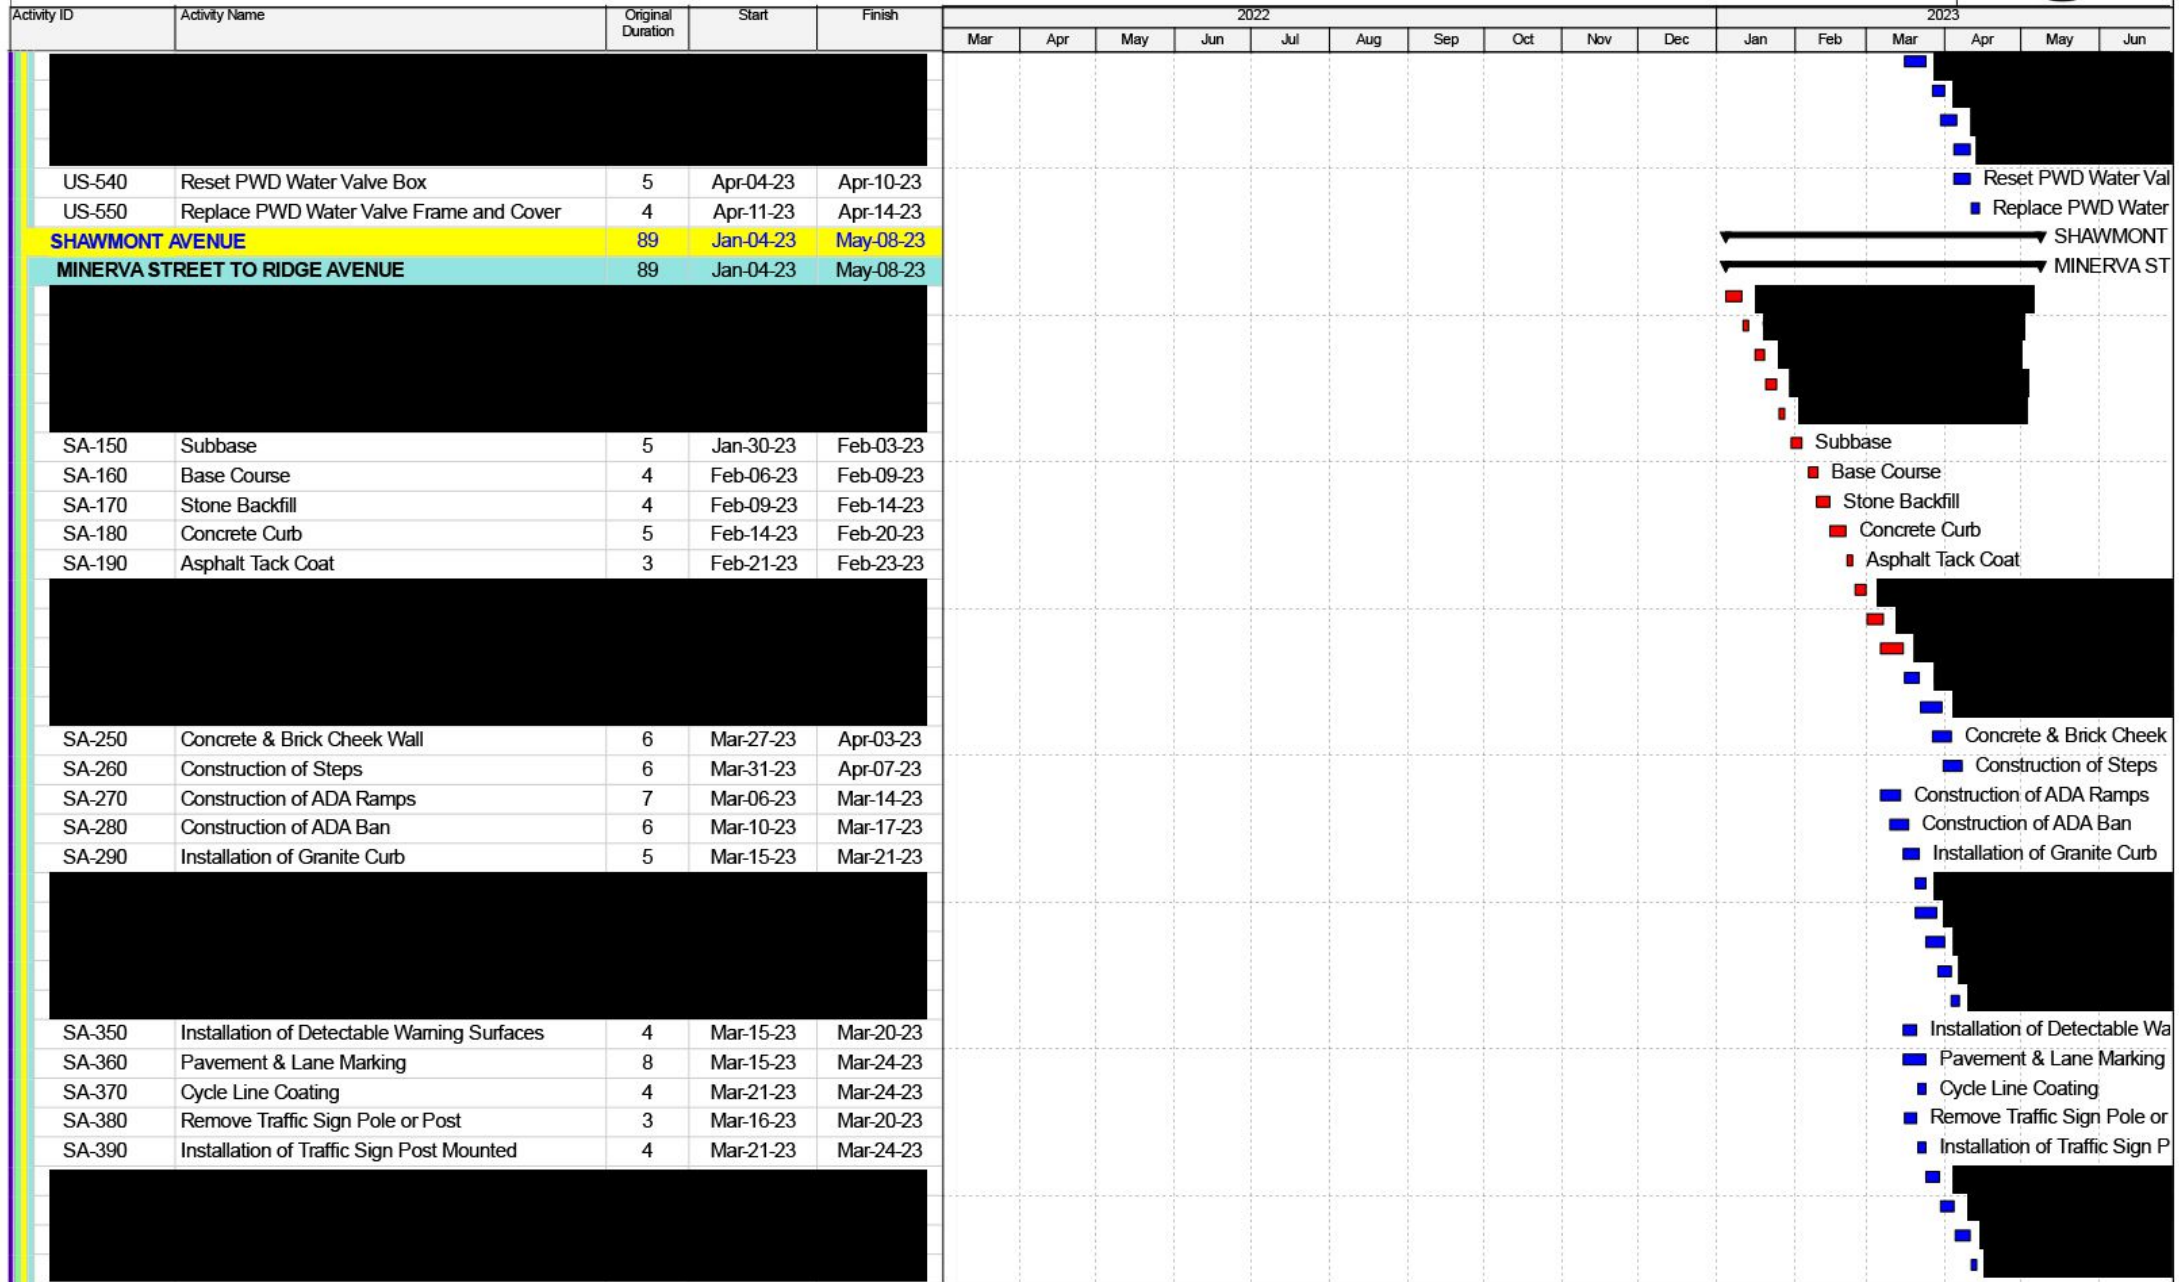 Activity ID Activity Name Original Duration Start Finish 2022 2023
Mar Apr May Jun Jul Aug Sep Oct Nov Dec Jan Feb Mar Apr May Jun
US-540 Reset PWD Water Valve Box 5 Apr-04-23 Apr-10-23 Reset PWD Water Val
US-550 Replace PWD Water Valve Frame and Cover 4 Apr-11-23 Apr-14-23 Replace PWD Water
SHAWMONT AVENUE 89 Jan-04-23 May-08-23 SHAWMONT
MINERVA STREET TO RIDGE AVENUE 89 Jan-04-23 May-08-23 MINERVA ST
SA-150 Subbase 5 Jan-30-23 Feb-03-23 Subbase
SA-160 Base Course 4 Feb-06-23 Feb-09-23 Base Course
SA-170 Stone Backfill 4 Feb-09-23 Feb-14-23 Stone Backfill
SA-180 Concrete Curb 5 Feb-14-23 Feb-20-23 Concrete Curb
SA-190 Asphalt Tack Coat 3 Feb-21-23 Feb-23-23 Asphalt Tack Coat
SA-250 Concrete & Brick Cheek Wall 6 Mar-27-23 Apr-03-23 Concrete & Brick Cheek
SA-260 Construction of Steps 6 Mar-31-23 Apr-07-23 Construction of Steps
SA-270 Construction of ADA Ramps 7 Mar-06-23 Mar-14-23 Construction of ADA Ramps
SA-280 Construction of ADA Ban 6 Mar-10-23 Mar-17-23 Construction of ADA Ban
SA-290 Installation of Granite Curb 5 Mar-15-23 Mar-21-23 Installation of Granite Curb
SA-350 Installation of Detectable Warning Surfaces 4 Mar-15-23 Mar-20-23 Installation of Detectable Wa
SA-360 Pavement & Lane Marking 8 Mar-15-23 Mar-24-23 Pavement & Lane Marking
SA-370 Cycle Line Coating 4 Mar-21-23 Mar-24-23 Cycle Line Coating
SA-380 Remove Traffic Sign Pole or Post 3 Mar-16-23 Mar-20-23 Remove Traffic Sign Pole or
SA-390 Installation of Traffic Sign Post Mounted 4 Mar-21-23 Mar-24-23 Installation of Traffic Sign P